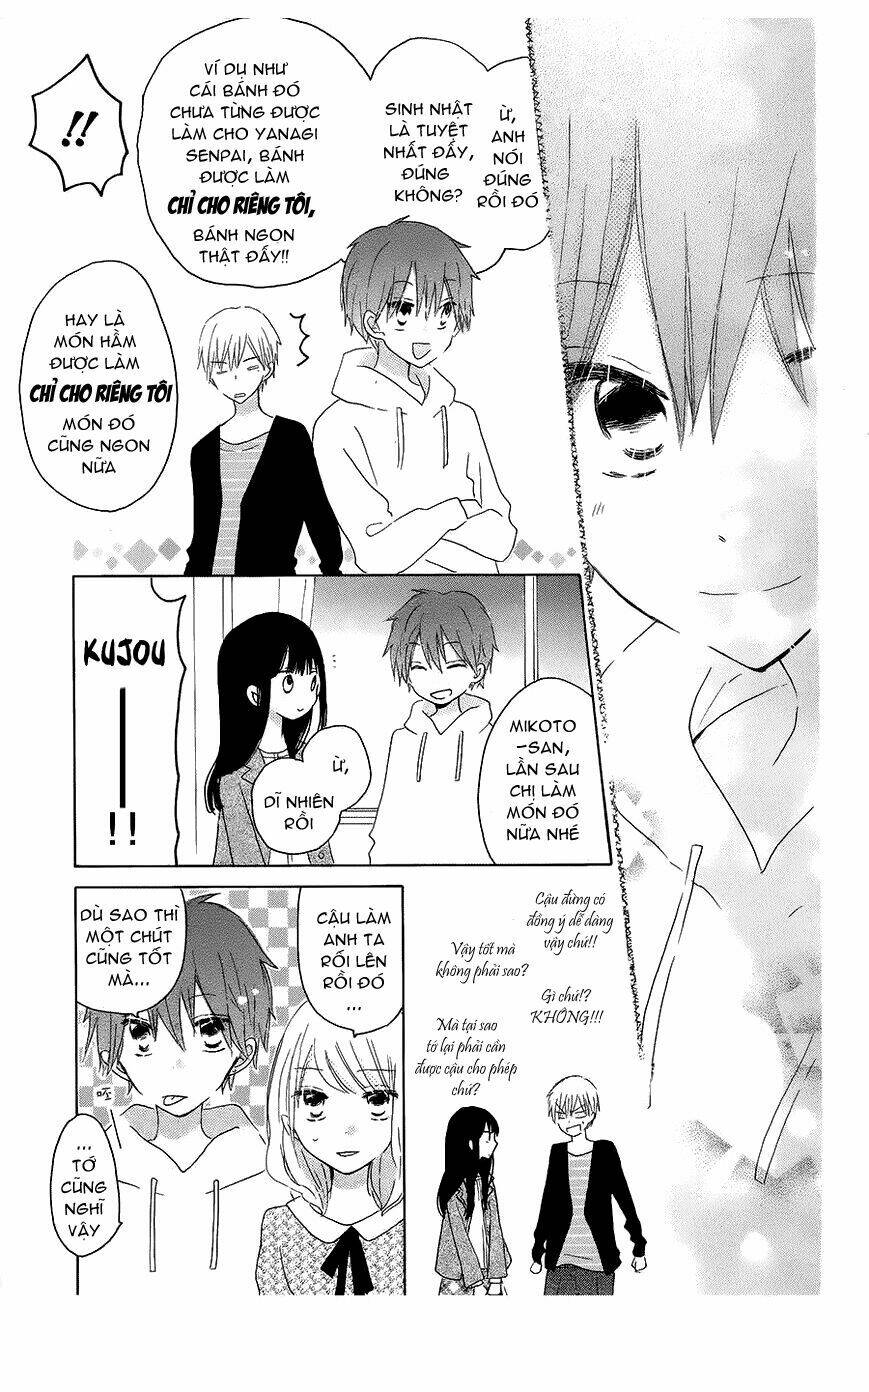 Ừ,
ANH
NÓI
ĐÚNG
RỒI ĐÓ
SINH NHẬT
LÀ TUYỆT
NHẤT ĐẤY,
ĐÚNG
KHÔNG?
VÍ DỤ NHƯ
CÁI BÁNH ĐÓ
CHƯA TỪNG ĐƯỢC
LÀM CHO YANAGI
SENPAI, BÁNH
ĐƯỢC LÀM
CHỈ CHO RIÊNG TÔI,
BÁNH NGON
THẬT ĐẤY!!
!!
HAY LÀ
MÓN HẦM
ĐƯỢC LÀM
CHỈ CHO RIÊNG TÔI
MÓN ĐÓ
CŨNG NGON
NỮA
MIKOTO
-SAN,
LẦN SAU
CHỊ LÀM
MÓN ĐÓ
NỮA NHÉ
Ừ,
DĨ NHIÊN
RỒI
KUJOU
!!
Cậu đừng có
đồng ý dễ dàng
vậy chứ!!
Vậy tốt mà
không phải sao?
Gì chứ!?
KHÔNG!!!
Mà tại sao
tớ lại phải cần
được cậu cho phép
chứ?
CẬU LÀM
ANH TA
RỐI LÊN
RỒI ĐÓ
...
DÙ SAO THÌ
MỘT CHÚT
CŨNG TỐT
MÀ...
...
TỚ
CŨNG
NGHĨ
VẬY